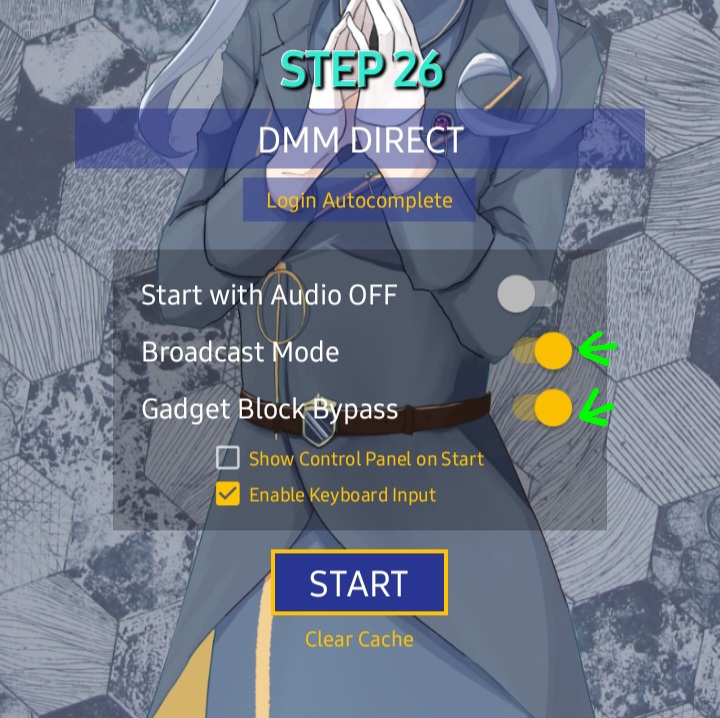 STEP 26
DMM DIRECT
Login Autocomplete
Start with Audio OFF
Broadcast Mode
Gadget Block Bypass
Show Control Panel on Start
Enable Keyboard Input
START
Clear Cache